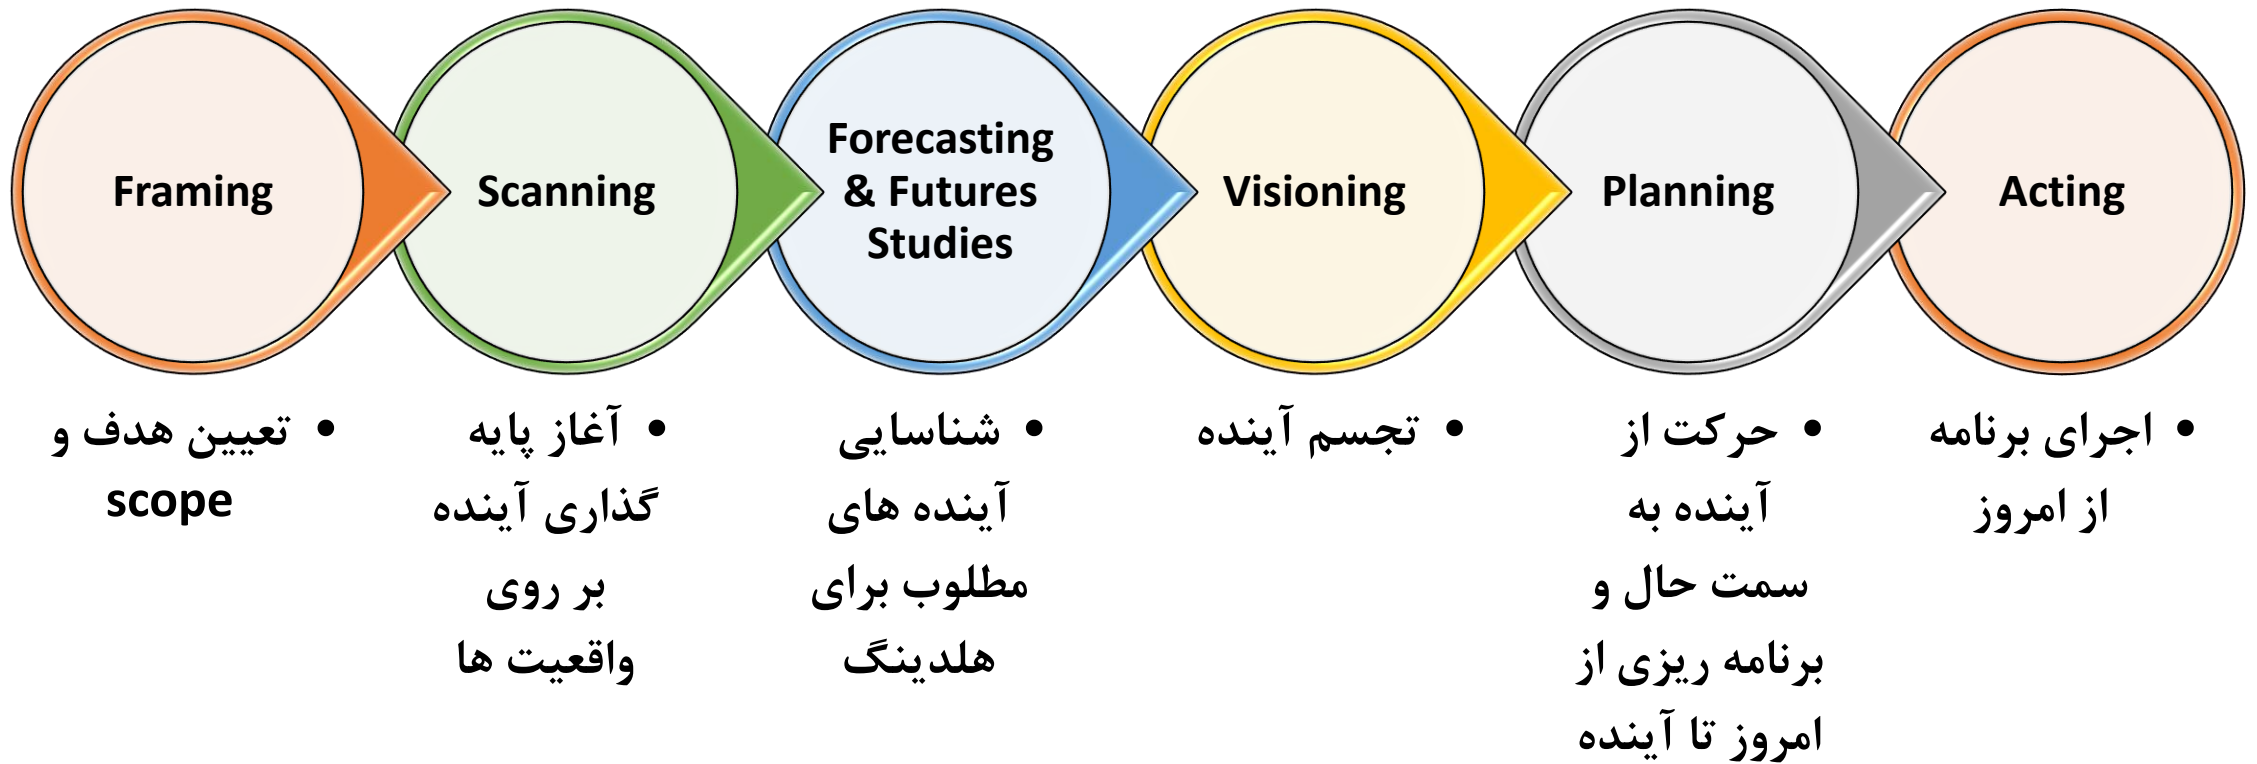 Framing
Scanning
Forecasting
& Futures
Studies
Visioning
Planning
Acting
• تعیین هدف و
scope
• آغاز پایه
گذاری آینده
بر روی
واقعیت ها
• شناسایی
آینده های
مطلوب برای
هلدینگ
• تجسم آینده
• حرکت از
آینده به
سمت حال و
برنامه ریزی از
امروز تا آینده
• اجرای برنامه
از امروز